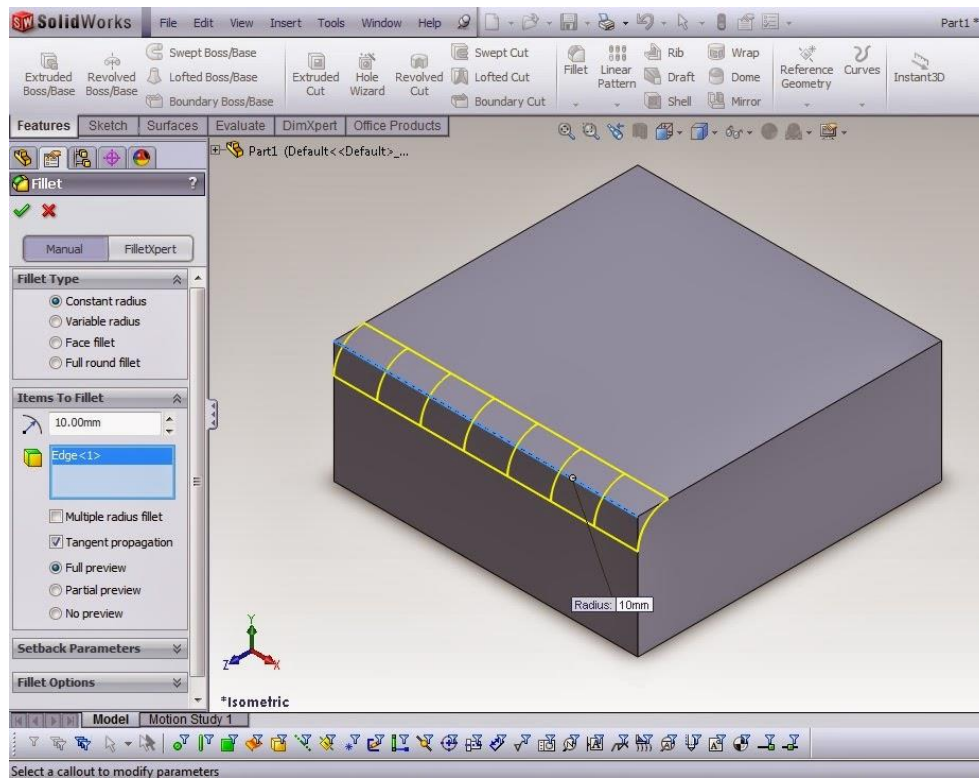 SolidWorks File Edit View Insert Tools Window Help Part1 *
Extruded Boss/Base
Revolved Boss/Base
Swept Boss/Base
Lofted Boss/Base
Boundary Boss/Base
Extruded Cut
Hole Wizard
Revolved Cut
Swept Cut
Lofted Cut
Boundary Cut
Fillet
Linear Pattern
Rib
Draft
Shell
Wrap
Dome
Mirror
Reference Geometry
Curves
Instant3D
Features Sketch Surfaces Evaluate DimXpert Office Products
Part1 (Default<<Default>_...
Fillet ?
Manual FilletXpert
Fillet Type
Constant radius
Variable radius
Face fillet
Full round fillet
Items To Fillet
10.00mm
Edge<1>
Multiple radius fillet
Tangent propagation
Full preview
Partial preview
No preview
Setback Parameters
Fillet Options
Radius: 10mm
Y
Z
X
*Isometric
Model Motion Study 1
Select a callout to modify parameters